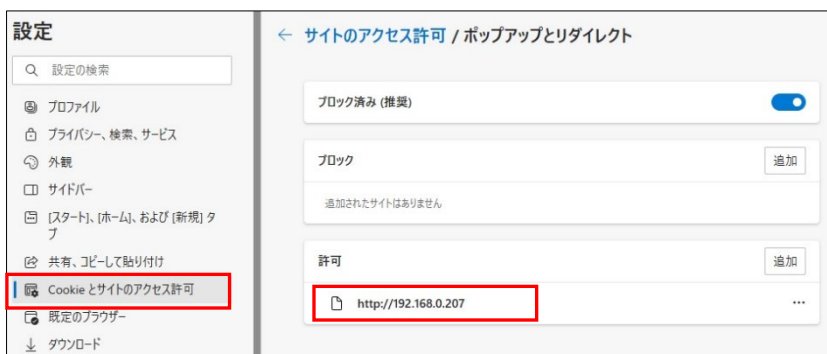 設定
設定の検索
プロファイル
プライバシー、検索、サービス
外観
サイドバー
[スタート]、[ホーム]、および [新規] タ
ブ
共有、コピーして貼り付け
Cookie とサイトのアクセス許可
既定のブラウザー
ダウンロード
← サイトのアクセス許可 / ポップアップとリダイレクト
ブロック済み (推奨)
ブロック 追加
追加されたサイトはありません
許可 追加
http://192.168.0.207 ...